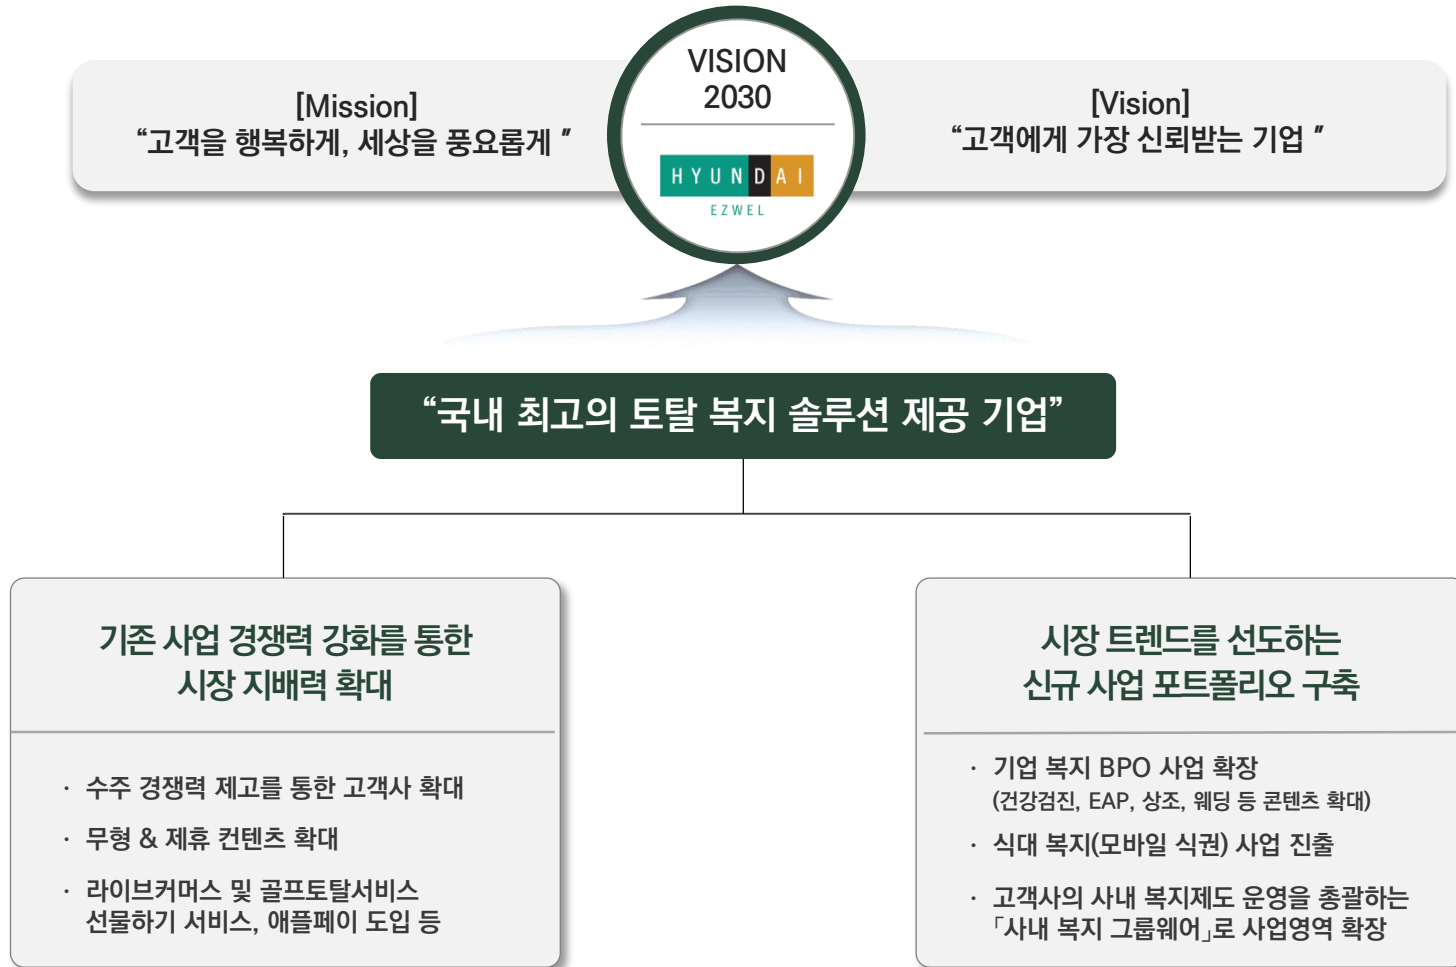 VISION
2030
HYUNDAI
EZWEL
[Mission]
“고객을 행복하게, 세상을 풍요롭게 ”
[Vision]
“고객에게 가장 신뢰받는 기업 ”
“국내 최고의 토탈 복지 솔루션 제공 기업”
기존 사업 경쟁력 강화를 통한
시장 지배력 확대
· 수주 경쟁력 제고를 통한 고객사 확대
· 무형 & 제휴 컨텐츠 확대
· 라이브커머스 및 골프토탈서비스
선물하기 서비스, 애플페이 도입 등
시장 트렌드를 선도하는
신규 사업 포트폴리오 구축
· 기업 복지 BPO 사업 확장
(건강검진, EAP, 상조, 웨딩 등 콘텐츠 확대)
· 식대 복지(모바일 식권) 사업 진출
· 고객사의 사내 복지제도 운영을 총괄하는
「사내 복지 그룹웨어」로 사업영역 확장